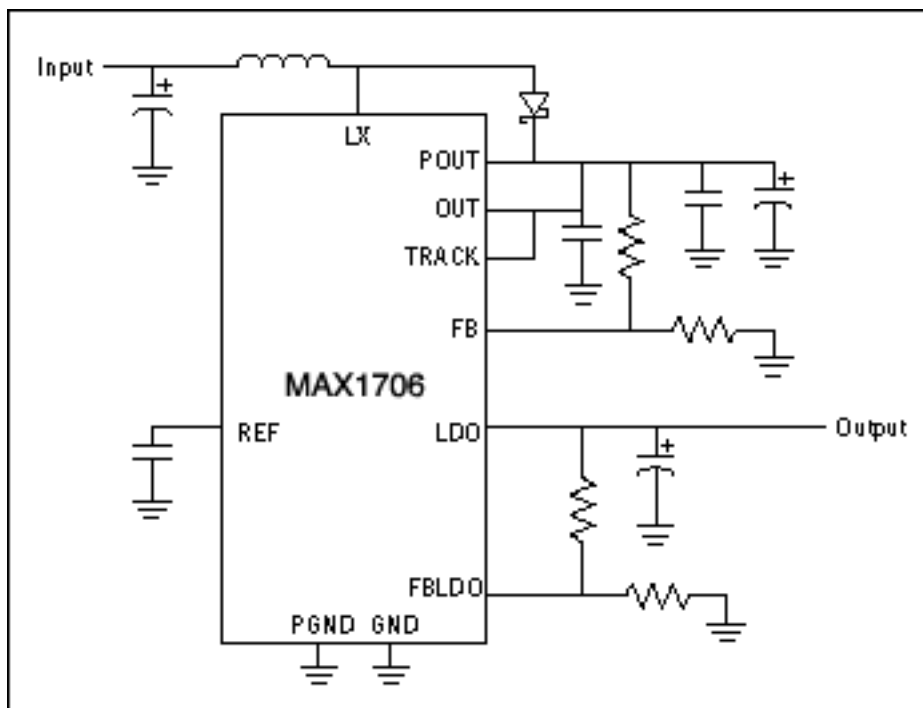 Input
+
LX
POUT
+
OUT
TRACK
FB
MAX1706
REF
LDO
Output
+
FBLDO
PGND GND